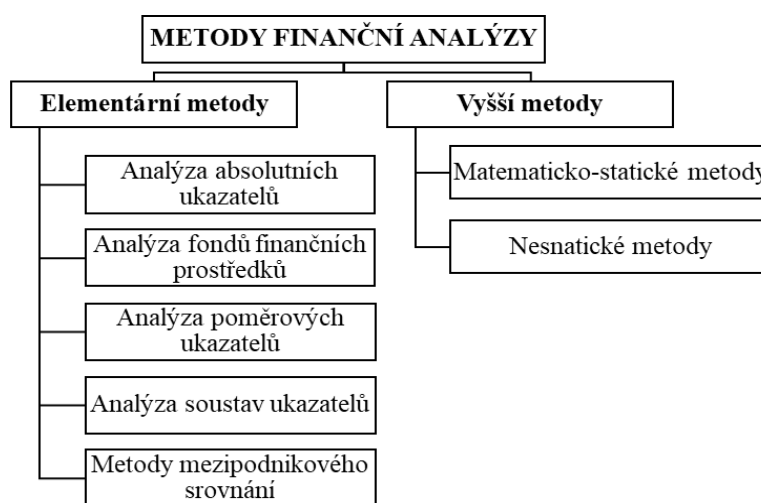 METODY FINANČNÍ ANALÝZY
Elementární metody
Analýza absolutních
ukazatelů
Analýza fondů finančních
prostředků
Analýza poměrových
ukazatelů
Analýza soustav ukazatelů
Metody mezipodnikového
srovnání
Vyšší metody
Matematicko-statické metody
Nesnatické metody